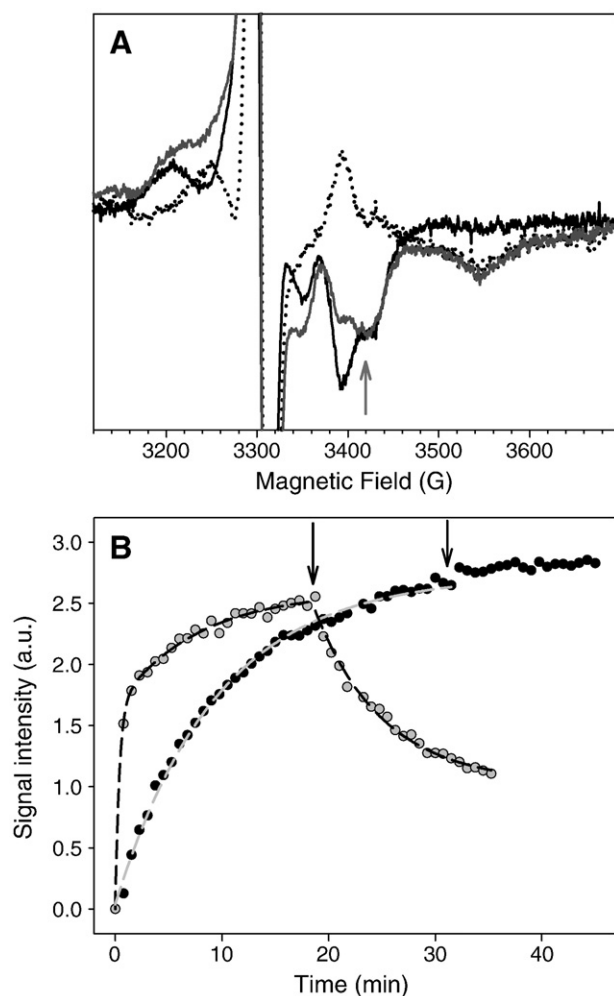 A
3200 3300 3400 3500 3600
Magnetic Field (G)
B
3.0
2.5
2.0
1.5
1.0
0.5
0.0
Signal intensity (a.u.)
0 10 20 30 40
Time (min)